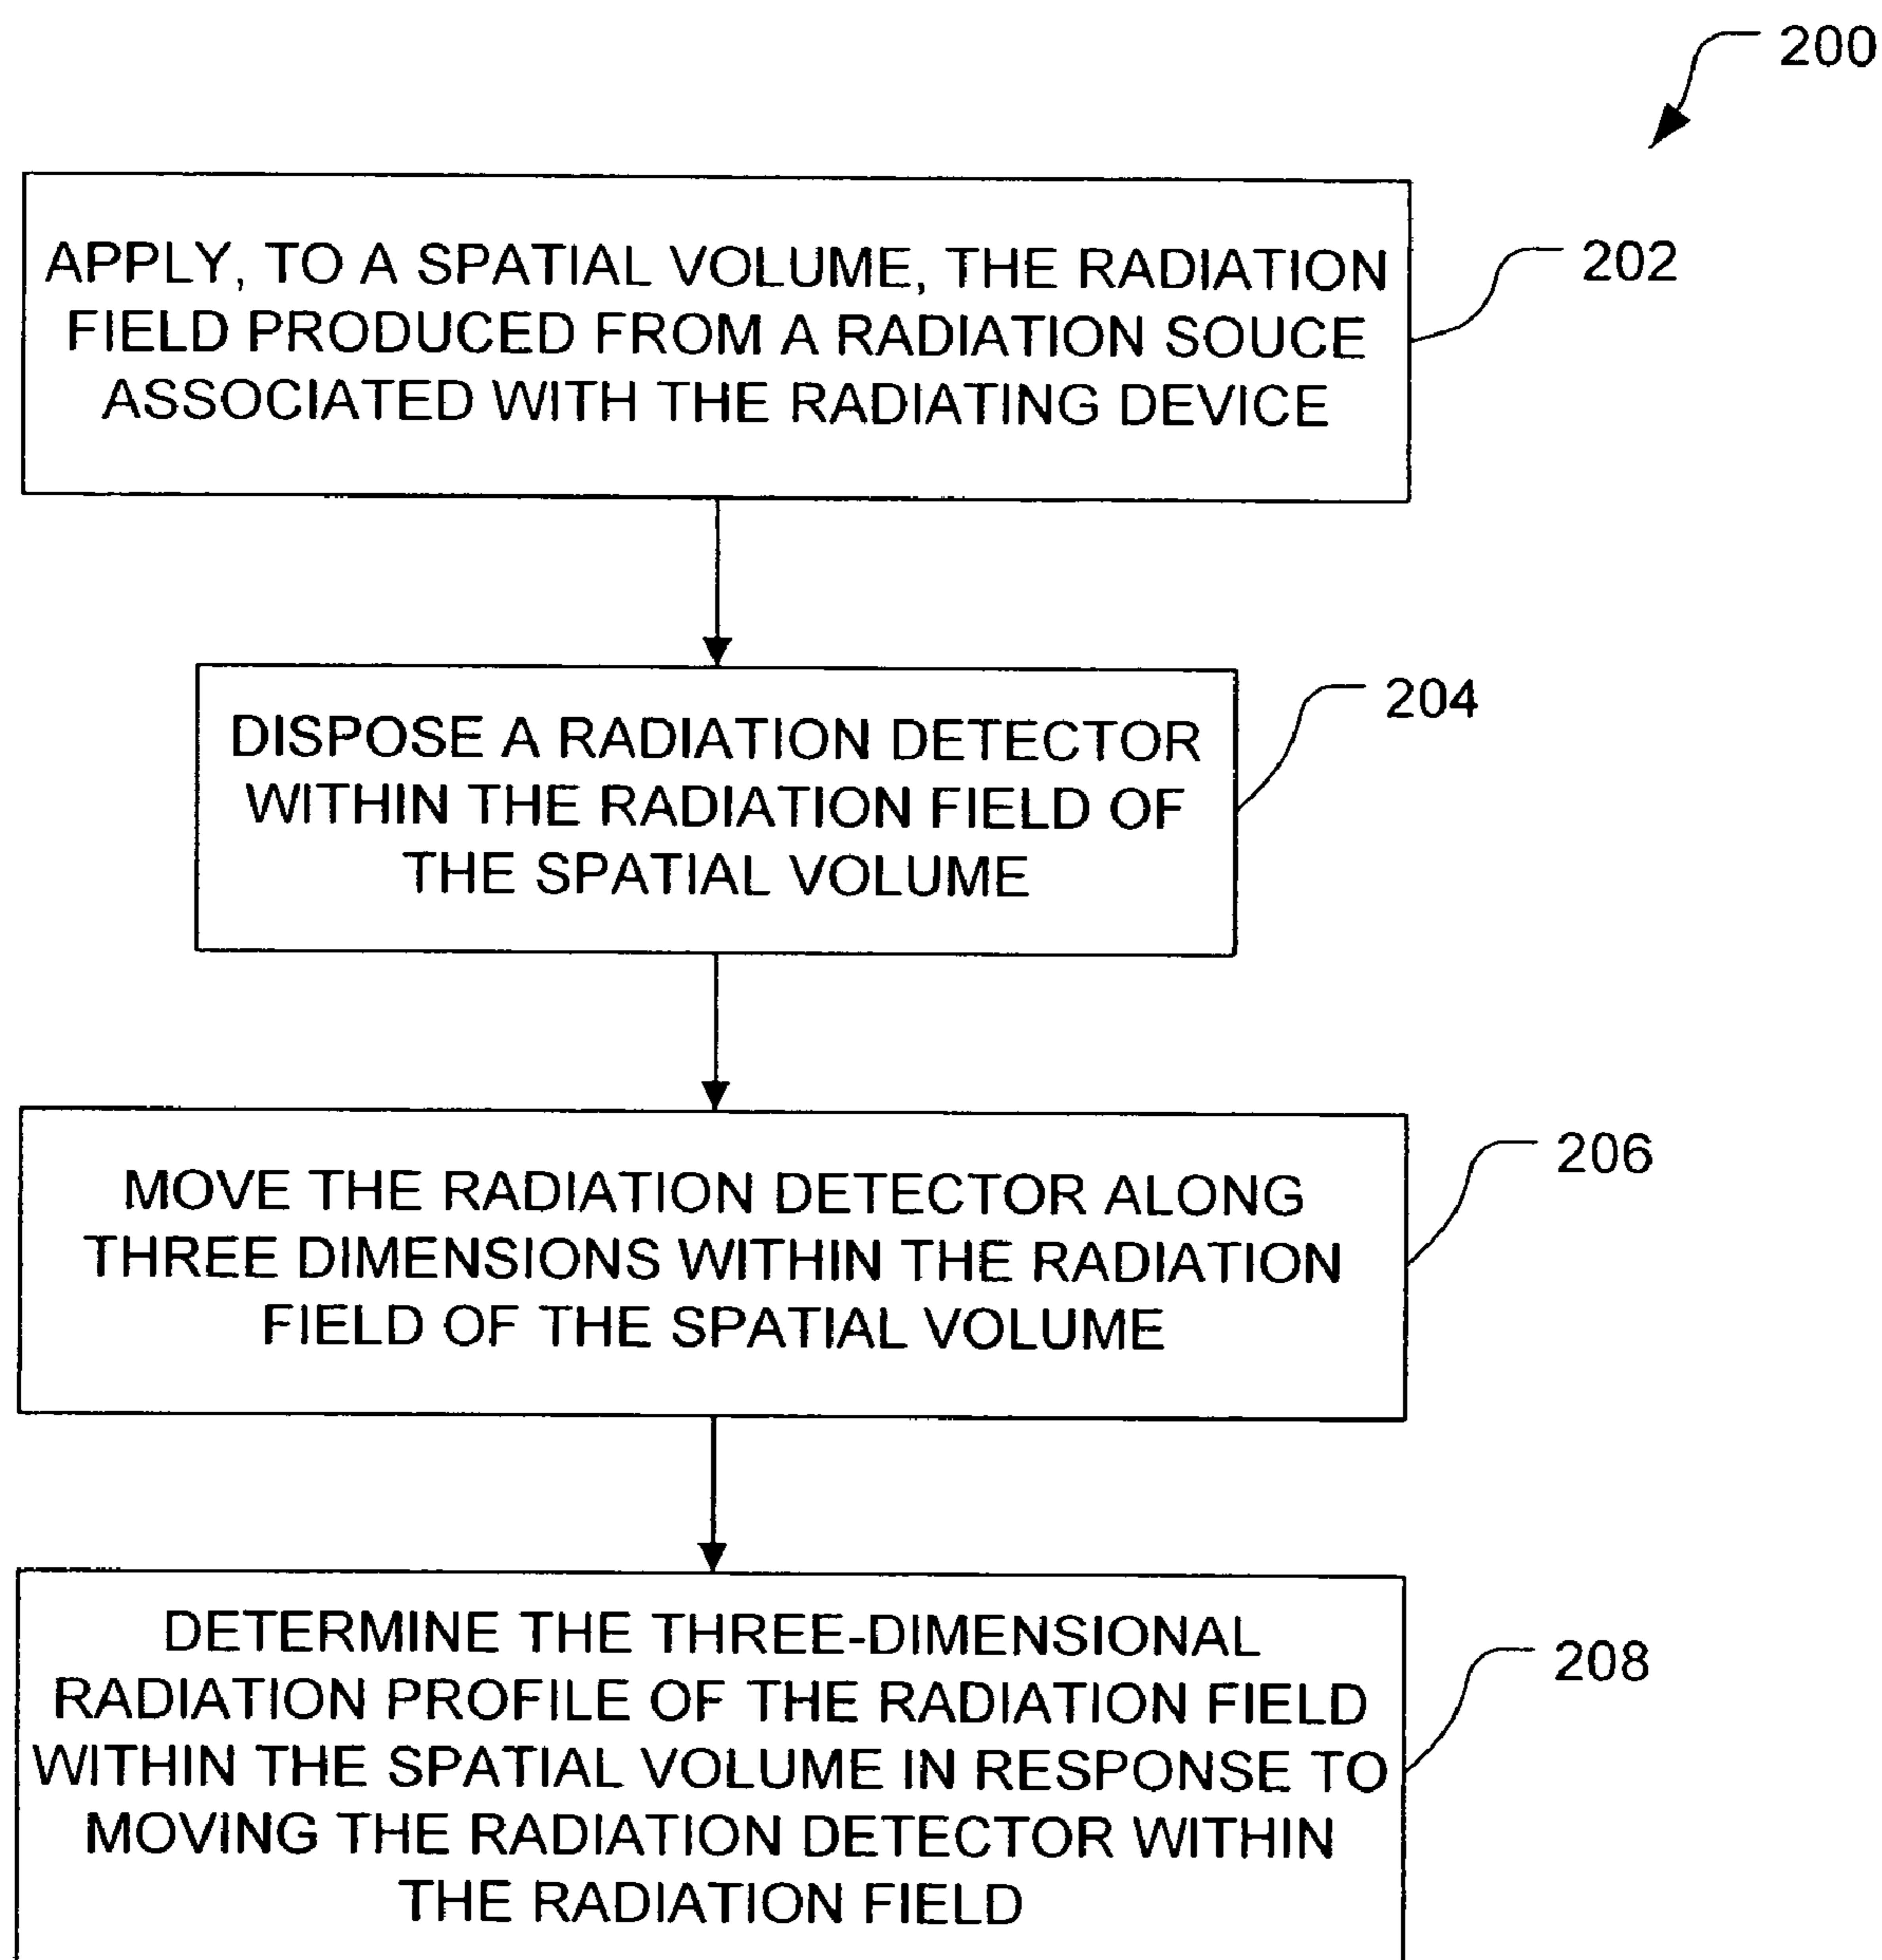 200
APPLY, TO A SPATIAL VOLUME, THE RADIATION
FIELD PRODUCED FROM A RADIATION SOUCE
ASSOCIATED WITH THE RADIATING DEVICE
202
DISPOSE A RADIATION DETECTOR
WITHIN THE RADIATION FIELD OF
THE SPATIAL VOLUME
204
MOVE THE RADIATION DETECTOR ALONG
THREE DIMENSIONS WITHIN THE RADIATION
FIELD OF THE SPATIAL VOLUME
206
DETERMINE THE THREE-DIMENSIONAL
RADIATION PROFILE OF THE RADIATION FIELD
WITHIN THE SPATIAL VOLUME IN RESPONSE TO
MOVING THE RADIATION DETECTOR WITHIN
THE RADIATION FIELD
208